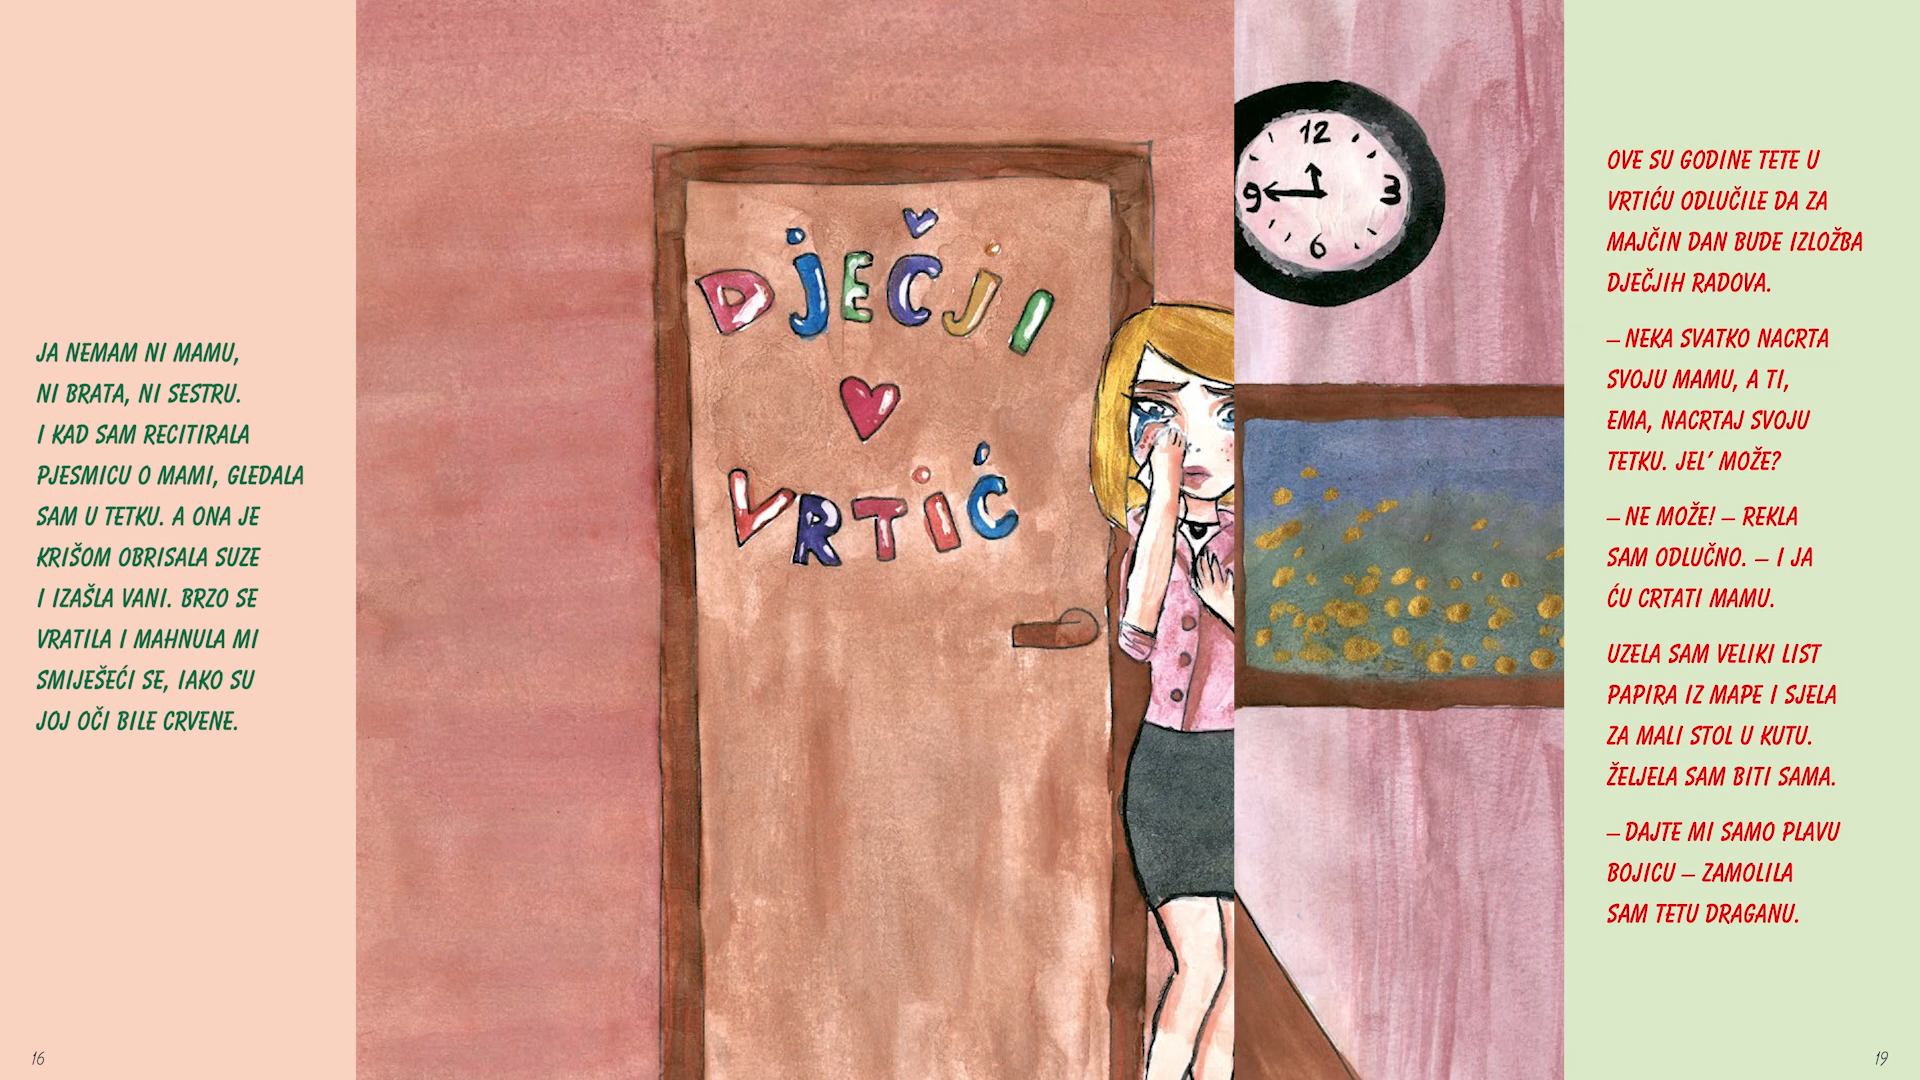 JA NEMAM NI MAMU,
NI BRATA, NI SESTRU.
I KAD SAM RECITIRALA
PJESMICU O MAMI, GLEDALA
SAM U TETKU. A ONA JE
KRIŠOM OBRISALA SUZE
I IZAŠLA VANI. BRZO SE
VRATILA I MAHNULA MI
SMIJEŠEĆI SE, IAKO SU
JOJ OČI BILE CRVENE.
16
DJEČJI
VRTIĆ
12
9
3
6
OVE SU GODINE TETE U
VRTIĆU ODLUČILE DA ZA
MAJČIN DAN BUDE IZLOŽBA
DJEČJIH RADOVA.
– NEKA SVATKO NACRTA
SVOJU MAMU, A TI,
EMA, NACRTAJ SVOJU
TETKU. JEL' MOŽE?
– NE MOŽE! – REKLA
SAM ODLUČNO. – I JA
ĆU CRTATI MAMU.
UZELA SAM VELIKI LIST
PAPIRA IZ MAPE I SJELA
ZA MALI STOL U KUTU.
ŽELJELA SAM BITI SAMA.
– DAJTE MI SAMO PLAVU
BOJICU – ZAMOLILA
SAM TETU DRAGANU.
19